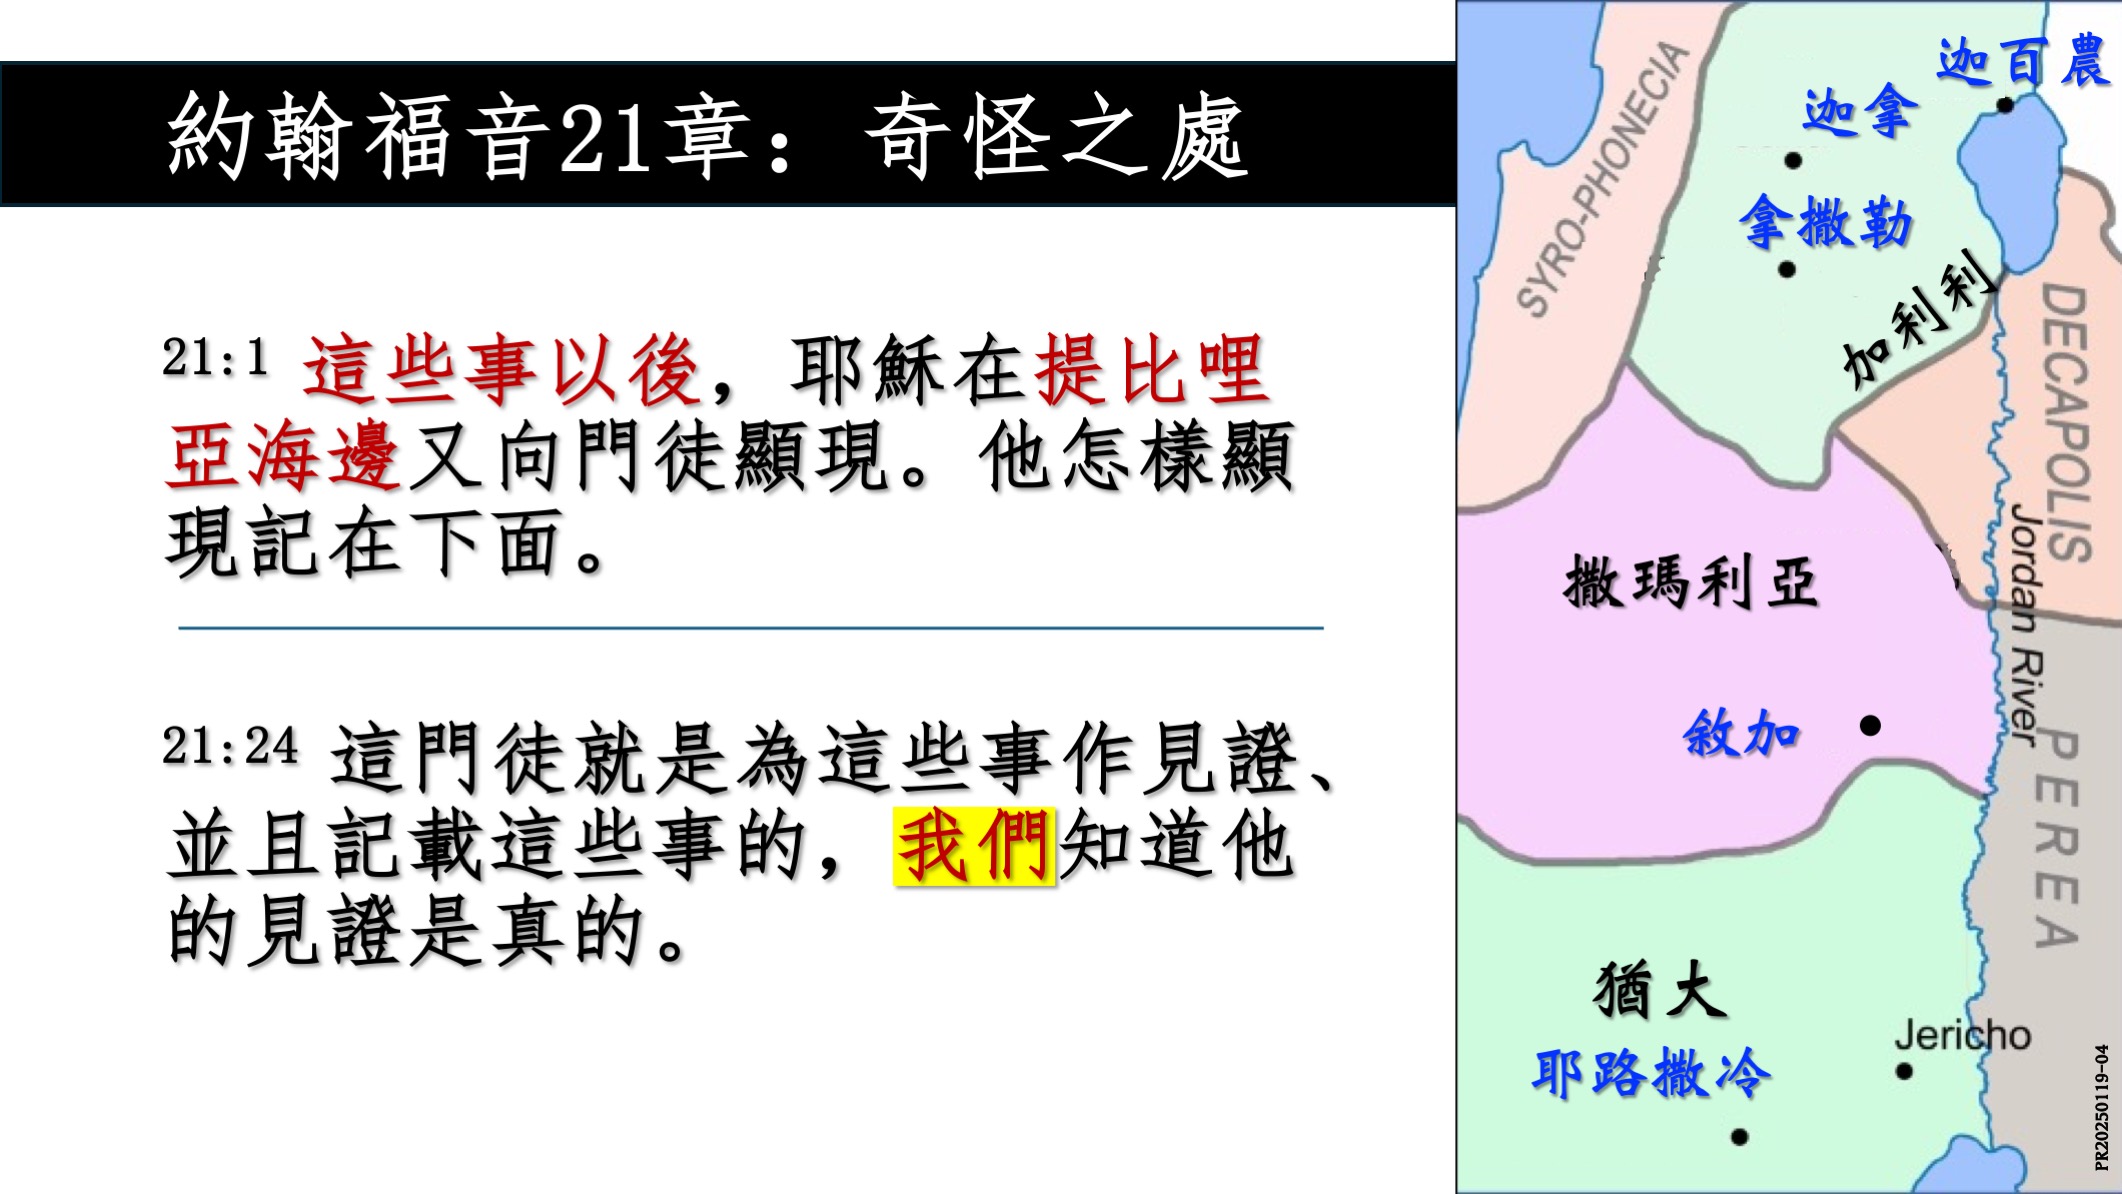 約翰福音21章：奇怪之處
21:1 這些事以後，耶穌在提比哩
亞海邊又向門徒顯現。他怎樣顯
現記在下面。
21:24 這門徒就是為這些事作見證、
並且記載這些事的，我們知道他
的見證是真的。
迦百農
迦拿
SYRO-PHONECIA
拿撒勒
加利利
DECAPOLIS
Jordan River
撒瑪利亞
敘加
PEREA
猶大
Jericho
耶路撒冷
PR20250119-04